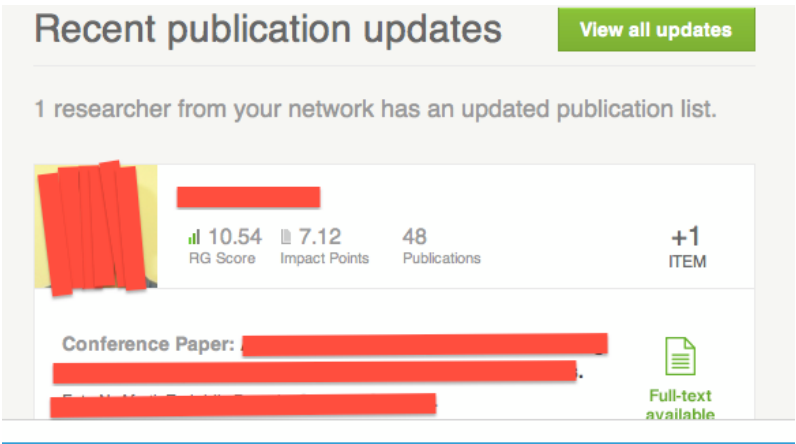 Recent publication updates
View all updates
1 researcher from your network has an updated publication list.
10.54 7.12 48 +1
RG Score Impact Points Publications ITEM
Conference Paper:
Full-text
available